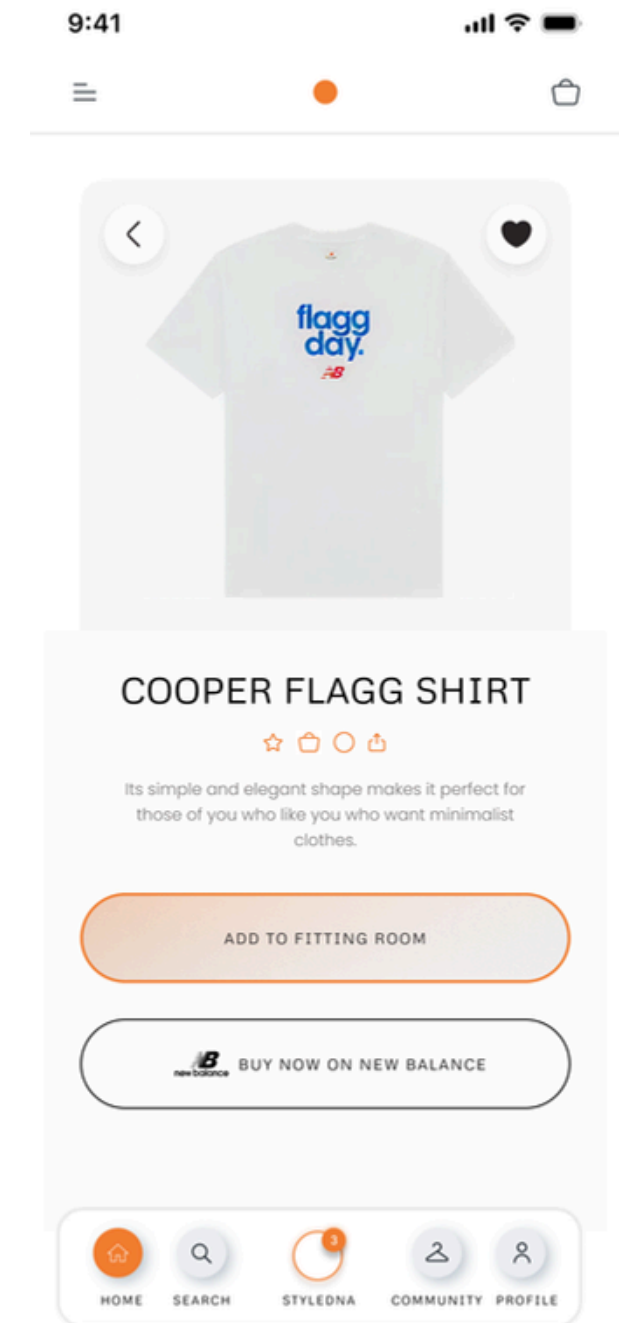 9:41
flagg
day.
NB
COOPER FLAGG SHIRT
Its simple and elegant shape makes it perfect for
those of you who like you who want minimalist
clothes.
ADD TO FITTING ROOM
NB
new balance
BUY NOW ON NEW BALANCE
3
HOME SEARCH STYLEDNA COMMUNITY PROFILE